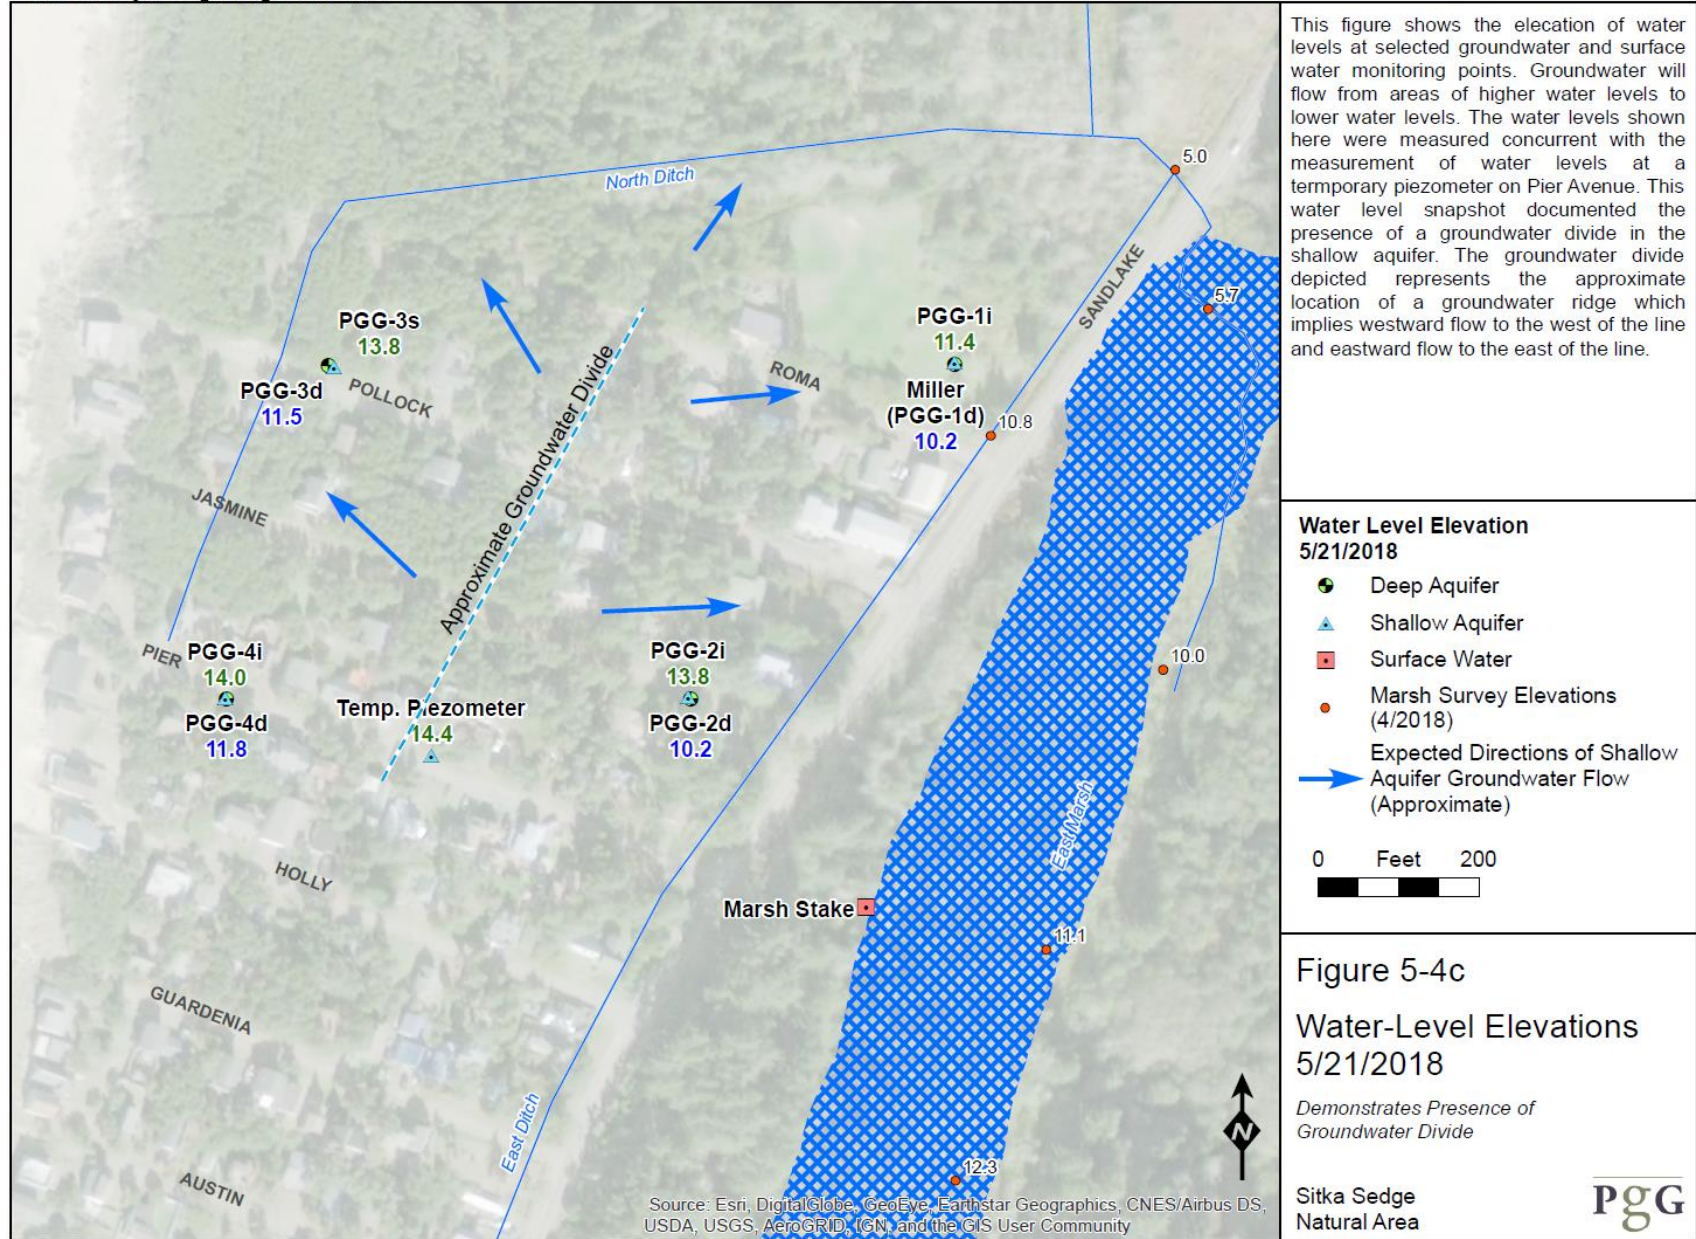 This figure shows the elecation of water
levels at selected groundwater and surface
water monitoring points. Groundwater will
flow from areas of higher water levels to
lower water levels. The water levels shown
here were measured concurrent with the
measurement of water levels at a
termporary piezometer on Pier Avenue. This
water level snapshot documented the
presence of a groundwater divide in the
shallow aquifer. The groundwater divide
depicted represents the approximate
location of a groundwater ridge which
implies westward flow to the west of the line
and eastward flow to the east of the line.
5.0
North Ditch
SANDLAKE
5.7
PGG-3s
13.8
PGG-3d
11.5
POLLOCK
Approximate Groundwater Divide
ROMA
PGG-1i
11.4
Miller
(PGG-1d)
10.2
10.8
JASMINE
PIER
PGG-4i
14.0
PGG-4d
11.8
Temp. Piezometer
14.4
PGG-2i
13.8
PGG-2d
10.2
10.0
HOLLY
East Marsh
Marsh Stake
11.1
GUARDENIA
East Ditch
AUSTIN
12.3
N
Source: Esri, DigitalGlobe, GeoEye, Earthstar Geographics, CNES/Airbus DS,
USDA, USGS, AeroGRID, IGN, and the GIS User Community
Water Level Elevation
5/21/2018
Deep Aquifer
Shallow Aquifer
Surface Water
Marsh Survey Elevations
(4/2018)
Expected Directions of Shallow
Aquifer Groundwater Flow
(Approximate)
0 Feet 200
Figure 5-4c
Water-Level Elevations
5/21/2018
Demonstrates Presence of
Groundwater Divide
Sitka Sedge
Natural Area
PgG